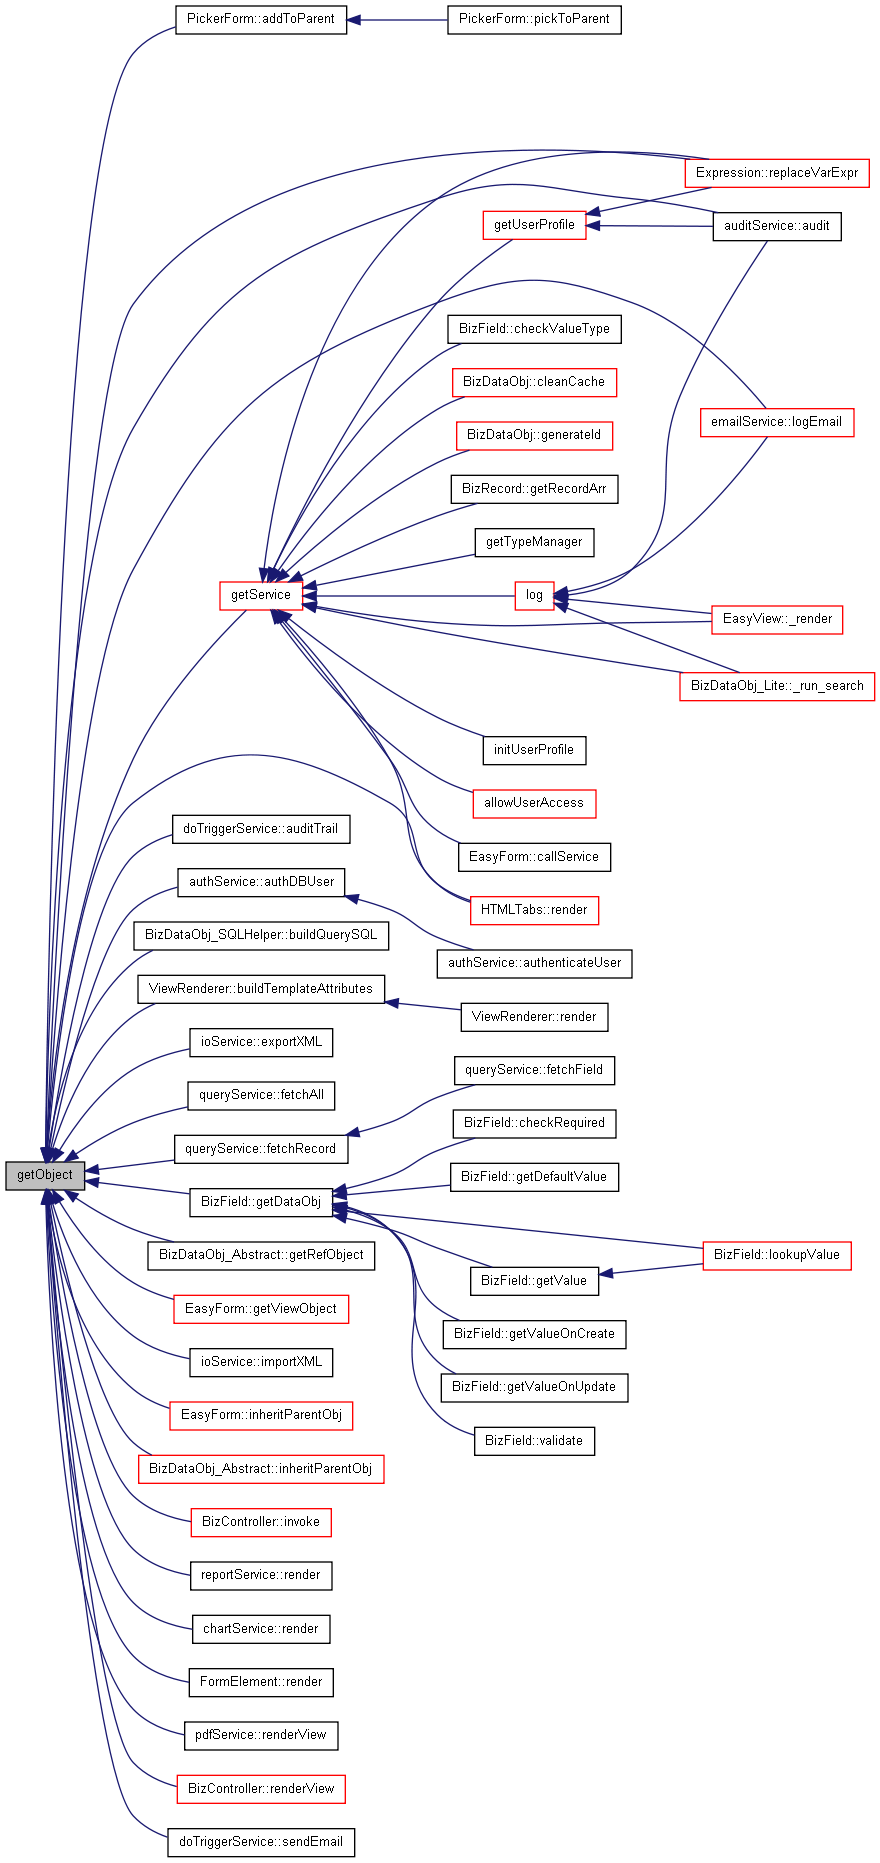 PickerForm::addToParent
PickerForm::pickToParent
Expression::replaceVarExpr
getUserProfile
auditService::audit
BizField::checkValueType
BizDataObj::cleanCache
emailService::logEmail
BizDataObj::generateId
BizRecord::getRecordArr
getTypeManager
getService
log
EasyView::_render
BizDataObj_Lite::_run_search
initUserProfile
allowUserAccess
doTriggerService::auditTrail
EasyForm::callService
authService::authDBUser
HTMLTabs::render
BizDataObj_SQLHelper::buildQuerySQL
authService::authenticateUser
ViewRenderer::buildTemplateAttributes
ViewRenderer::render
ioService::exportXML
queryService::fetchField
queryService::fetchAll
BizField::checkRequired
queryService::fetchRecord
getObject
BizField::getDefaultValue
BizField::getDataObj
BizDataObj_Abstract::getRefObject
BizField::lookupValue
BizField::getValue
EasyForm::getViewObject
BizField::getValueOnCreate
ioService::importXML
BizField::getValueOnUpdate
EasyForm::inheritParentObj
BizField::validate
BizDataObj_Abstract::inheritParentObj
BizController::invoke
reportService::render
chartService::render
FormElement::render
pdfService::renderView
BizController::renderView
doTriggerService::sendEmail